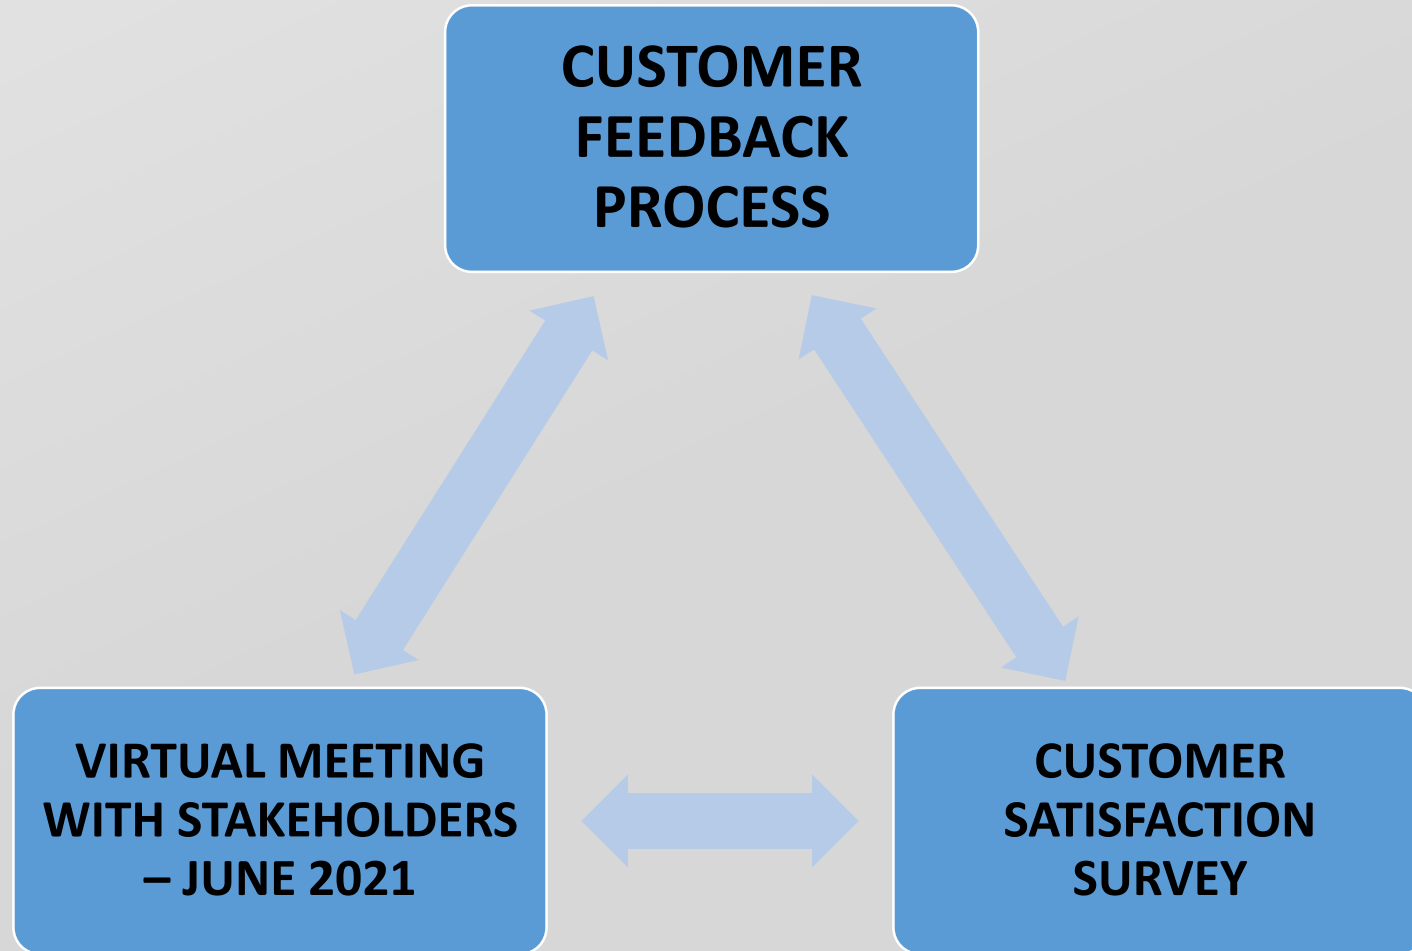 CUSTOMER
FEEDBACK
PROCESS
VIRTUAL MEETING
WITH STAKEHOLDERS
– JUNE 2021
CUSTOMER
SATISFACTION
SURVEY